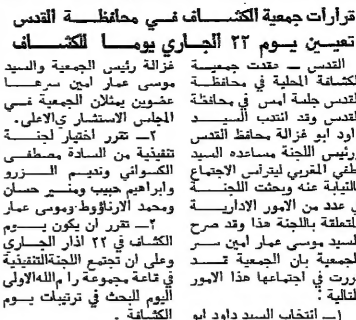 قرارات جمعية الكشاف في محافظة القدس
تعيين يوم ٢٢ الجاري يوما للكشاف
القدس — عقدت جمعية
الكشافة المحلية في محافظة
القدس جلسة أمس في محافظة
القدس وقد انتدب السيد
داود ابو غزالة محافظ القدس
ورئيس اللجنة مساعده السيد
لطفي المغربي ليترأس الاجتماع
بالنيابة عنه وبحثت اللجنة
في عدد من الامور الادارية
المتعلقة باللجنة هذا وقد صرح
السيد موسى عمار امين سر
الجمعية بان الجمعية قد
قررت في اجتماعها هذا الامور
التالية :
١— انتخاب السيد داود ابو
غزالة رئيس الجمعية والسيد
موسى عمار امين سرها
عضوين يمثلان الجمعية في
المجلس الاستشاري الاعلى.
٢— تقرر اختيار لجنة
تنفيذية من السادة مصطفى
الكسواني ونديم الزرو
وابراهيم حبيب ومنير حسان
ومحمد الارناؤوط وموسى عمار
٣— تقرر ان يكون يوم
الكشاف في ٢٢ اذار الجاري
وعلى ان تجتمع اللجنة التنفيذية
في قاعة مجموعة رام الله الاولى
اليوم للبحث في ترتيبات يوم
الكشافة .